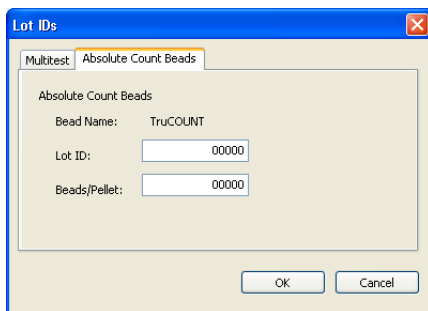 Lot IDs
Multitest Absolute Count Beads
Absolute Count Beads
Bead Name: TruCOUNT
Lot ID: 00000
Beads/Pellet: 00000
OK Cancel